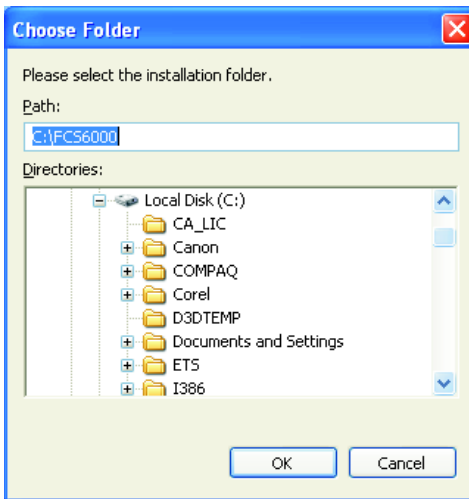 Choose Folder
Please select the installation folder.
Path:
C:\FCS6000
Directories:
Local Disk (C:)
CA_LIC
Canon
COMPAQ
Corel
D3DTEMP
Documents and Settings
ETS
I386
OK Cancel